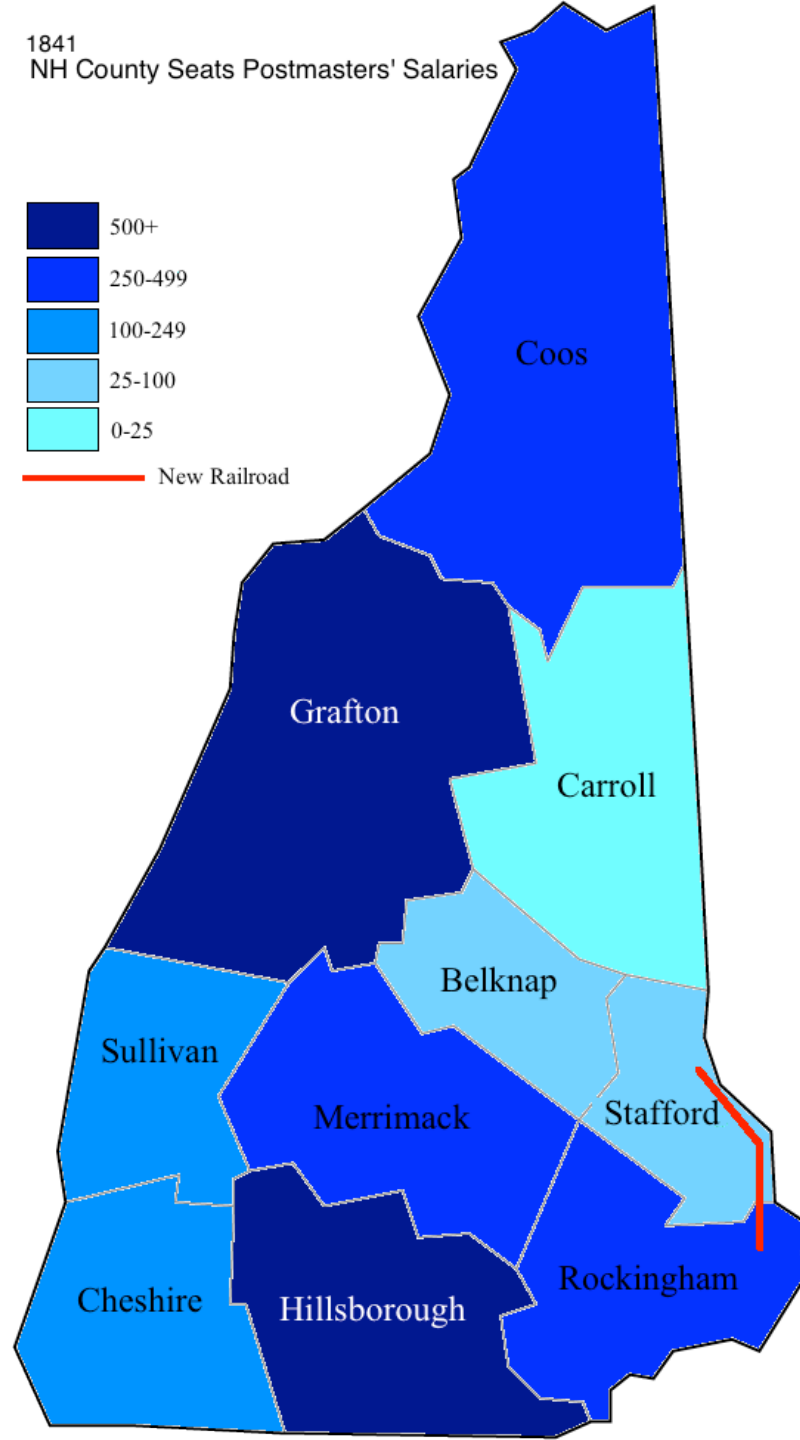 1841
NH County Seats Postmasters' Salaries
500+
250-499
100-249
25-100
0-25
New Railroad
Coos
Grafton
Carroll
Belknap
Sullivan
Merrimack
Stafford
Rockingham
Cheshire
Hillsborough